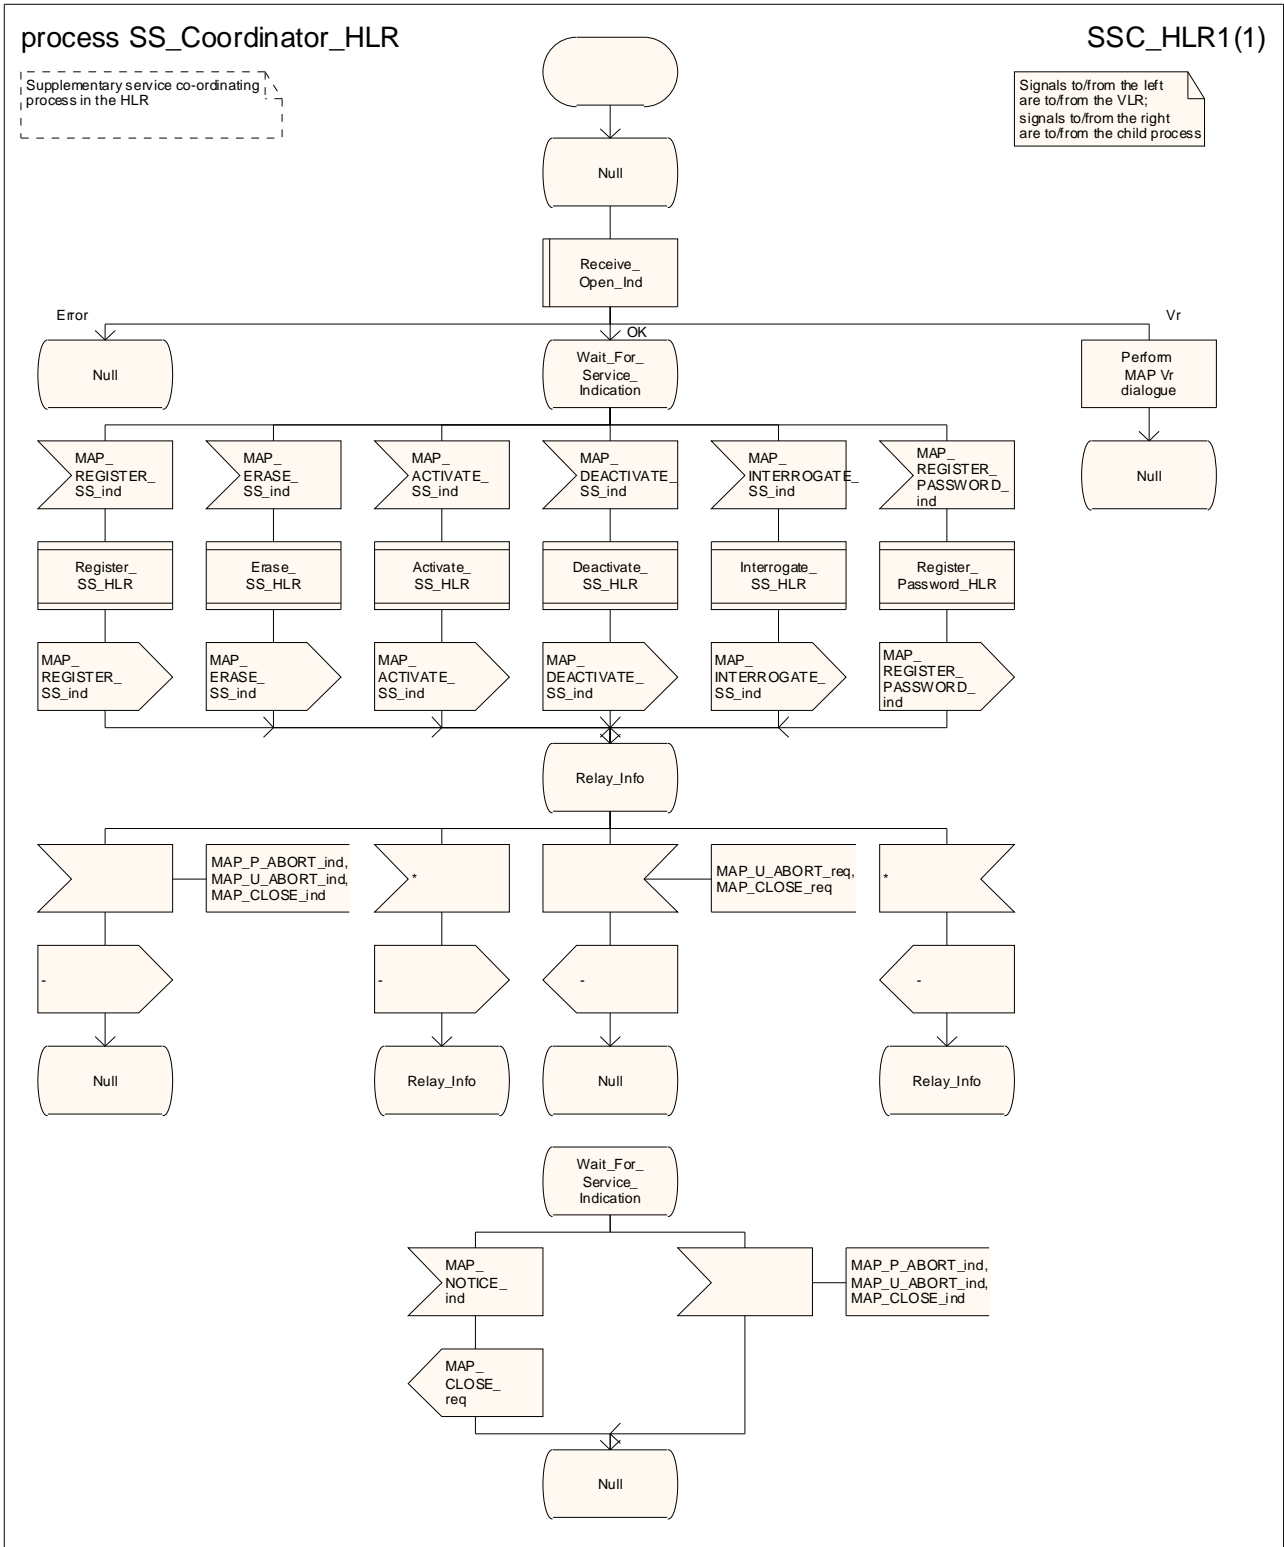 process SS_Coordinator_HLR
SSC_HLR1(1)
Supplementary service co-ordinating
process in the HLR
Signals to/from the left
are to/from the VLR;
signals to/from the right
are to/from the child process
Null
Receive_
Open_Ind
Error
OK
Vr
Null
Wait_For_
Service_
Indication
Perform
MAP Vr
dialogue
MAP_
REGISTER_
SS_ind
MAP_
ERASE_
SS_ind
MAP_
ACTIVATE_
SS_ind
MAP_
DEACTIVATE_
SS_ind
MAP_
INTERROGATE_
SS_ind
MAP_
REGISTER_
PASSWORD_
ind
Null
Register_
SS_HLR
Erase_
SS_HLR
Activate_
SS_HLR
Deactivate_
SS_HLR
Interrogate_
SS_HLR
Register_
Password_HLR
MAP_
REGISTER_
SS_ind
MAP_
ERASE_
SS_ind
MAP_
ACTIVATE_
SS_ind
MAP_
DEACTIVATE_
SS_ind
MAP_
INTERROGATE_
SS_ind
MAP_
REGISTER_
PASSWORD_
ind
Relay_Info
MAP_P_ABORT_ind,
MAP_U_ABORT_ind,
MAP_CLOSE_ind
*
MAP_U_ABORT_req,
MAP_CLOSE_req
*
-
-
-
-
Null
Relay_Info
Null
Relay_Info
Wait_For_
Service_
Indication
MAP_
NOTICE_
ind
MAP_P_ABORT_ind,
MAP_U_ABORT_ind,
MAP_CLOSE_ind
MAP_
CLOSE_
req
Null